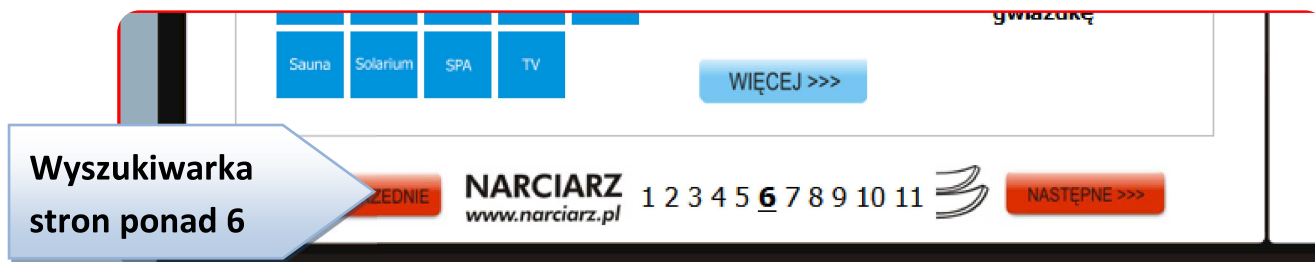 gwiazdkę
Sauna Solarium SPA TV
WIĘCEJ >>>
Wyszukiwarka
stron ponad 6
ZEDNIE
NARCIARZ
www.narciarz.pl
1 2 3 4 5 6 7 8 9 10 11
NASTĘPNE >>>